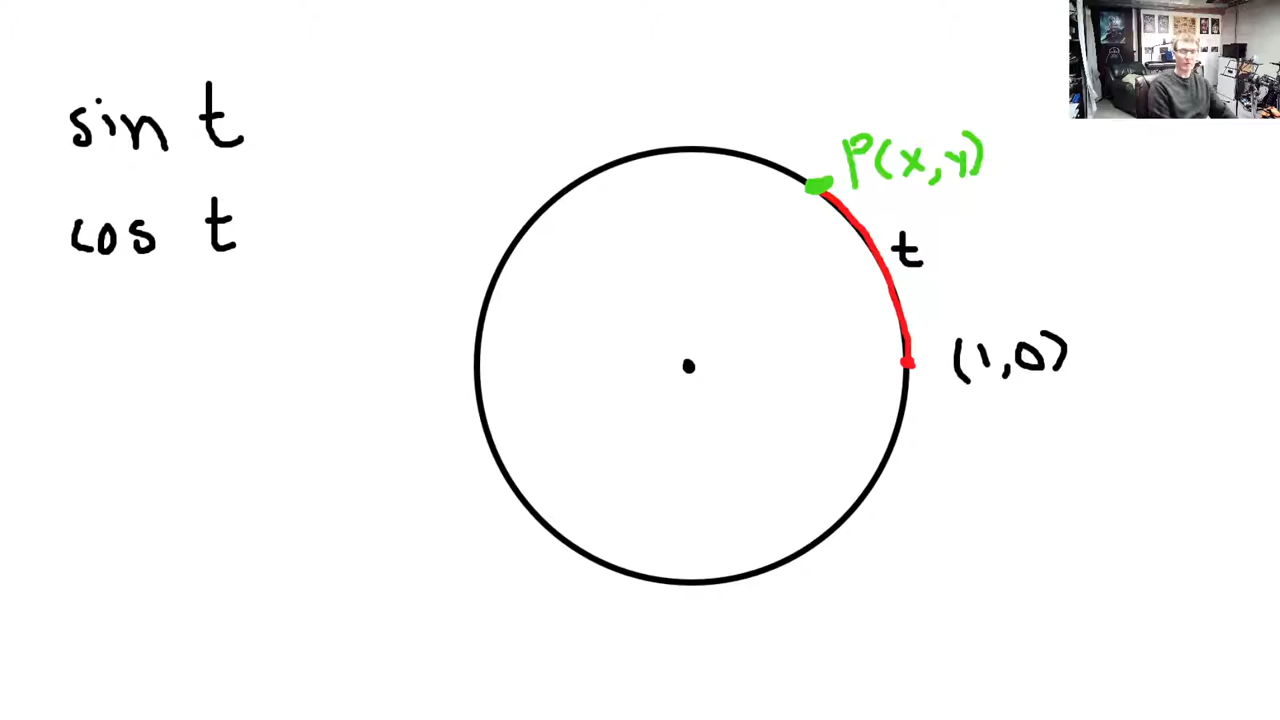 sin t
cos t
P(x,y)
t
(1,0)